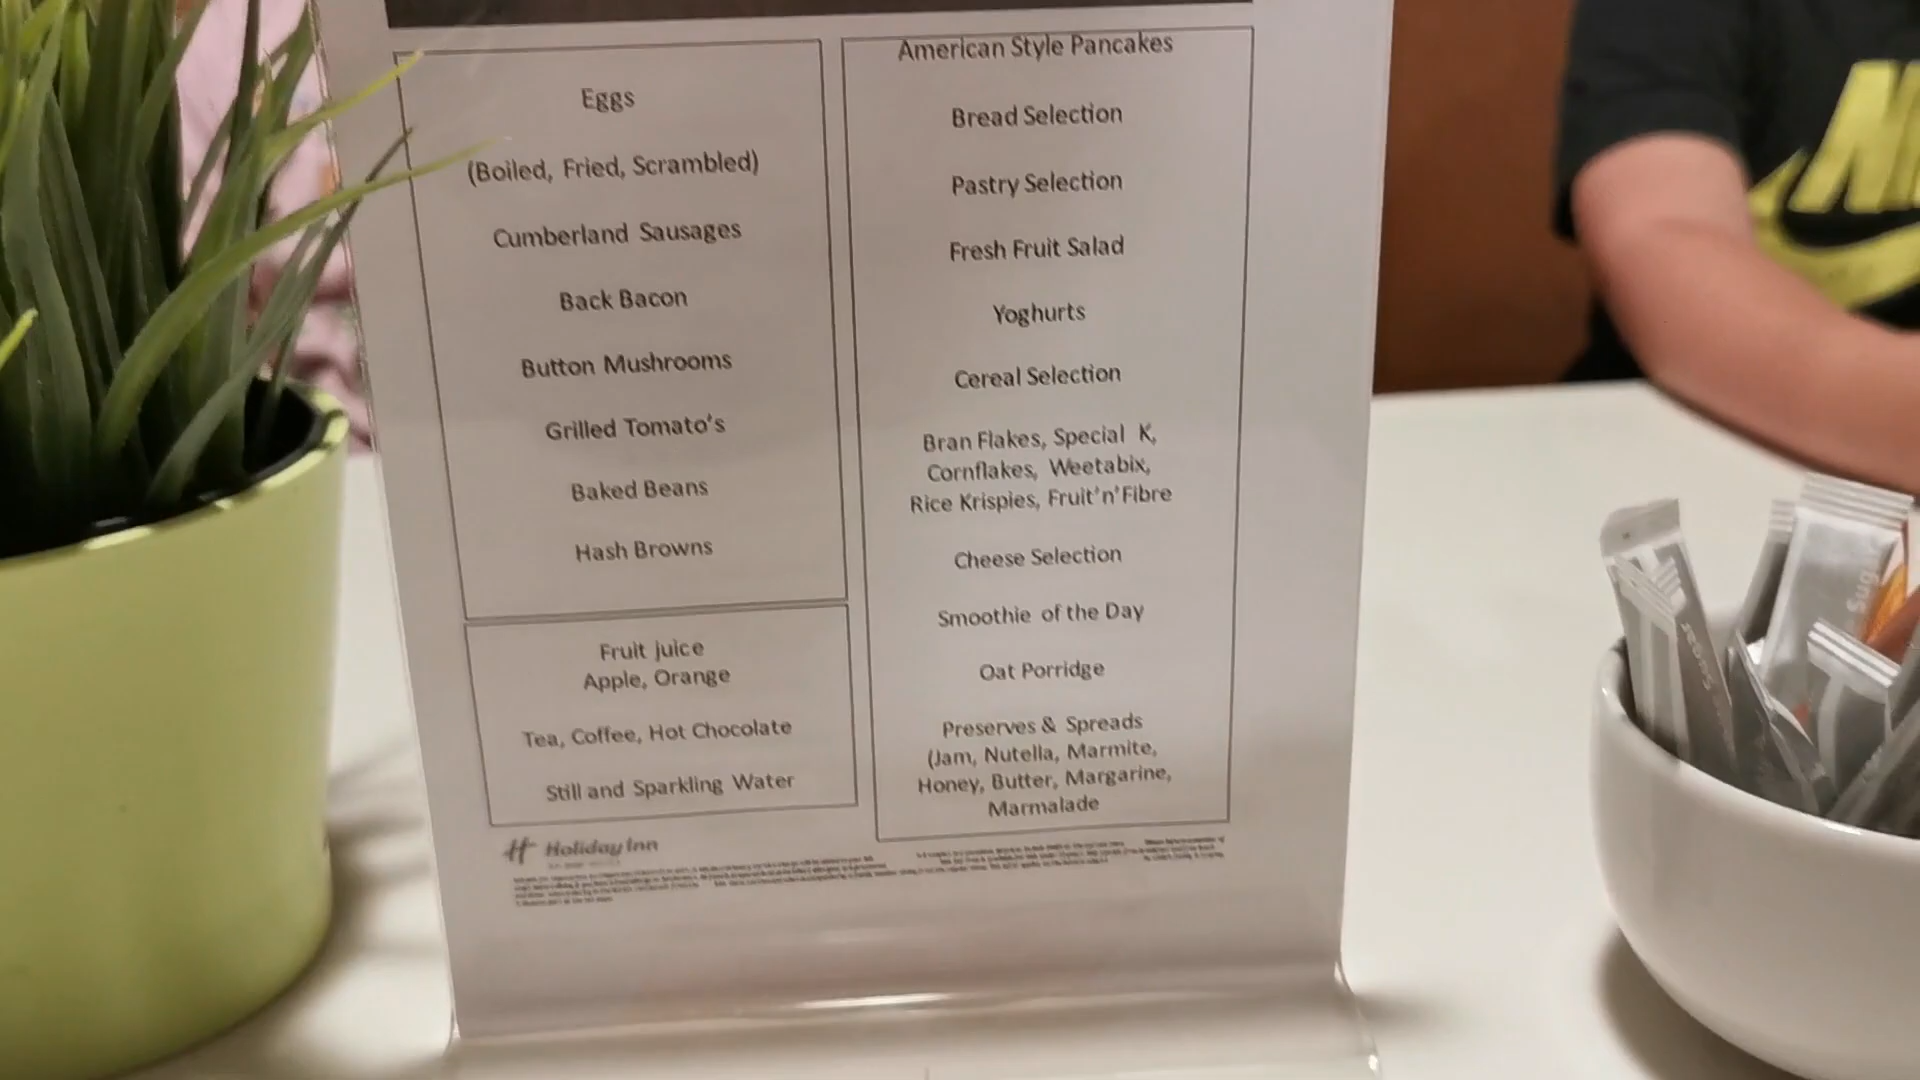 Eggs
(Boiled, Fried, Scrambled)
Cumberland Sausages
Back Bacon
Button Mushrooms
Grilled Tomato's
Baked Beans
Hash Browns
Fruit juice
Apple, Orange
Tea, Coffee, Hot Chocolate
Still and Sparkling Water
American Style Pancakes
Bread Selection
Pastry Selection
Fresh Fruit Salad
Yoghurts
Cereal Selection
Bran Flakes, Special K,
Cornflakes, Weetabix,
Rice Krispies, Fruit'n'Fibre
Cheese Selection
Smoothie of the Day
Oat Porridge
Preserves & Spreads
(Jam, Nutella, Marmite,
Honey, Butter, Margarine,
Marmalade
H Holiday Inn
Sugar